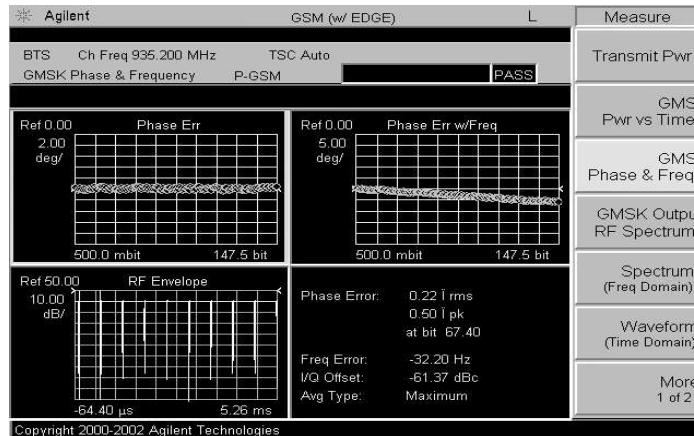 Agilent GSM (w/ EDGE) L Measure
BTS Ch Freq 935.200 MHz TSC Auto
GMSK Phase & Frequency P-GSM PASS
Transmit Pwr
GMS
Pwr vs Time
GMS
Phase & Freq
GMSK Outpu
RF Spectrum
Spectrum
(Freq Domain)
Waveform
(Time Domain)
More
1 of 2
Ref 0.00 Phase Err
2.00
deg/
500.0 mbit 147.5 bit
Ref 0.00 Phase Err w/Freq
5.00
deg/
500.0 mbit 147.5 bit
Ref 50.00 RF Envelope
10.00
dB/
-64.40 µs 5.26 ms
Phase Error: 0.22 Ï rms
0.50 Ï pk
at bit 67.40
Freq Error: -32.20 Hz
I/Q Offset: -61.37 dBc
Avg Type: Maximum
Copyright 2000-2002 Agilent Technologies